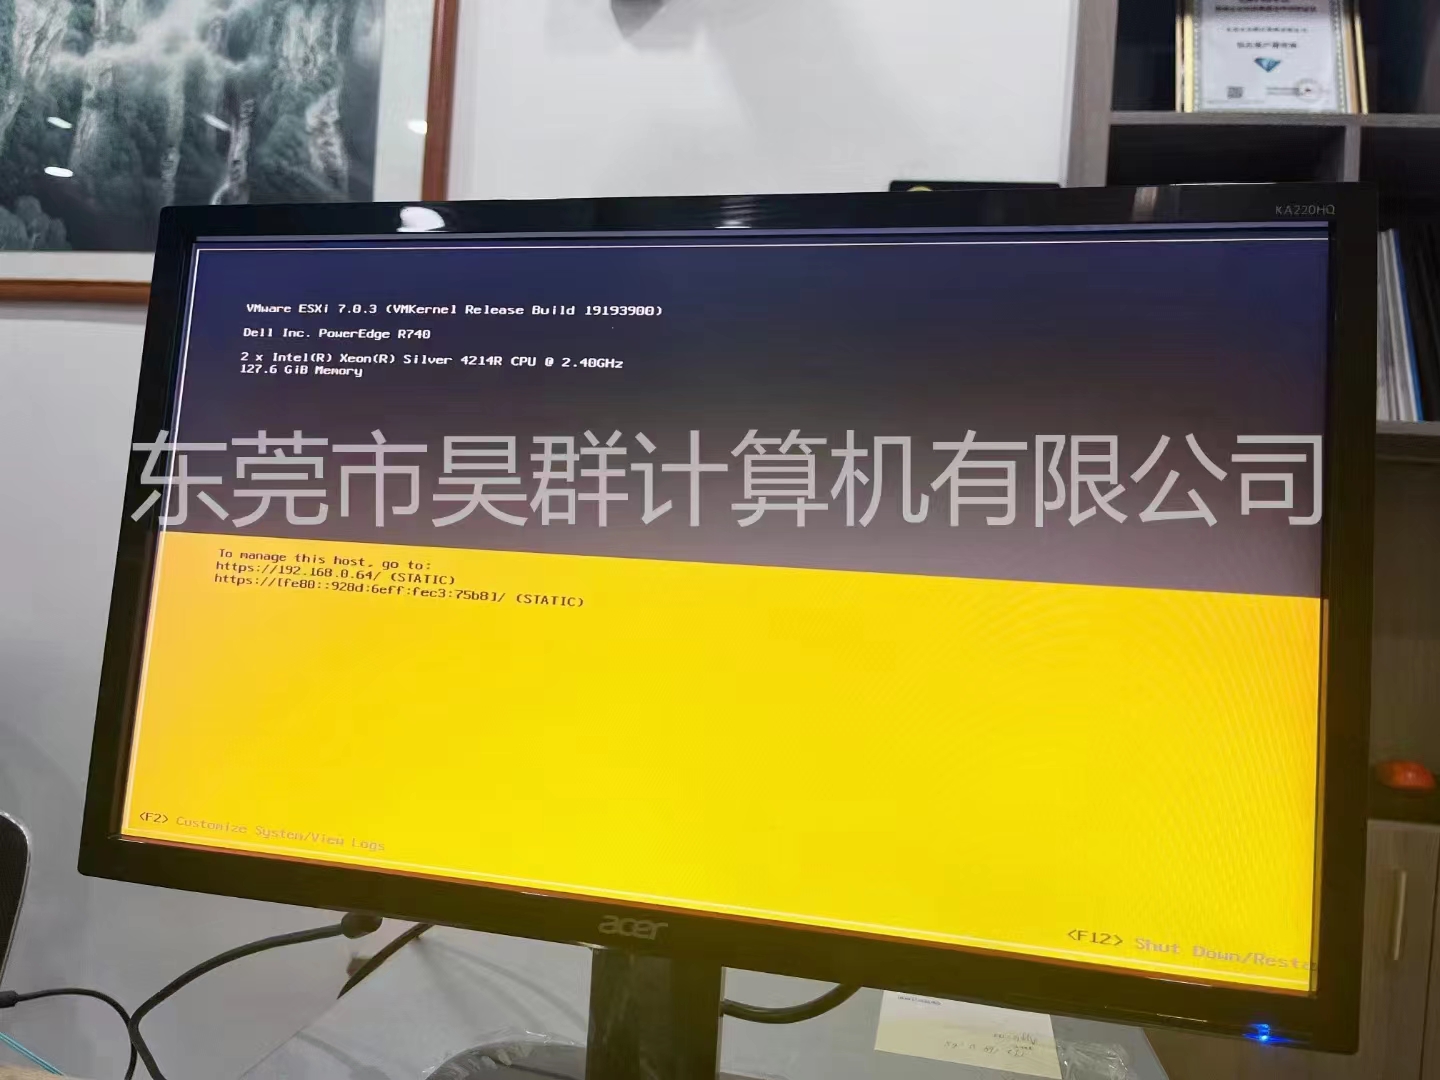 KA220HQ
VMware ESXi 7.0.3 (VMKernel Release Build 19193900)
Dell Inc. PowerEdge R740
2 x Intel(R) Xeon(R) Silver 4214R CPU @ 2.40GHz
127.6 GiB Memory
东莞市昊群计算机有限公司
To manage this host, go to:
https://192.168.0.64/ (STATIC)
https://[fe80::928d:6eff:fec3:75b8]/ (STATIC)
<F2> Customize System/View Logs
<F12> Shut Down/Resta
acer